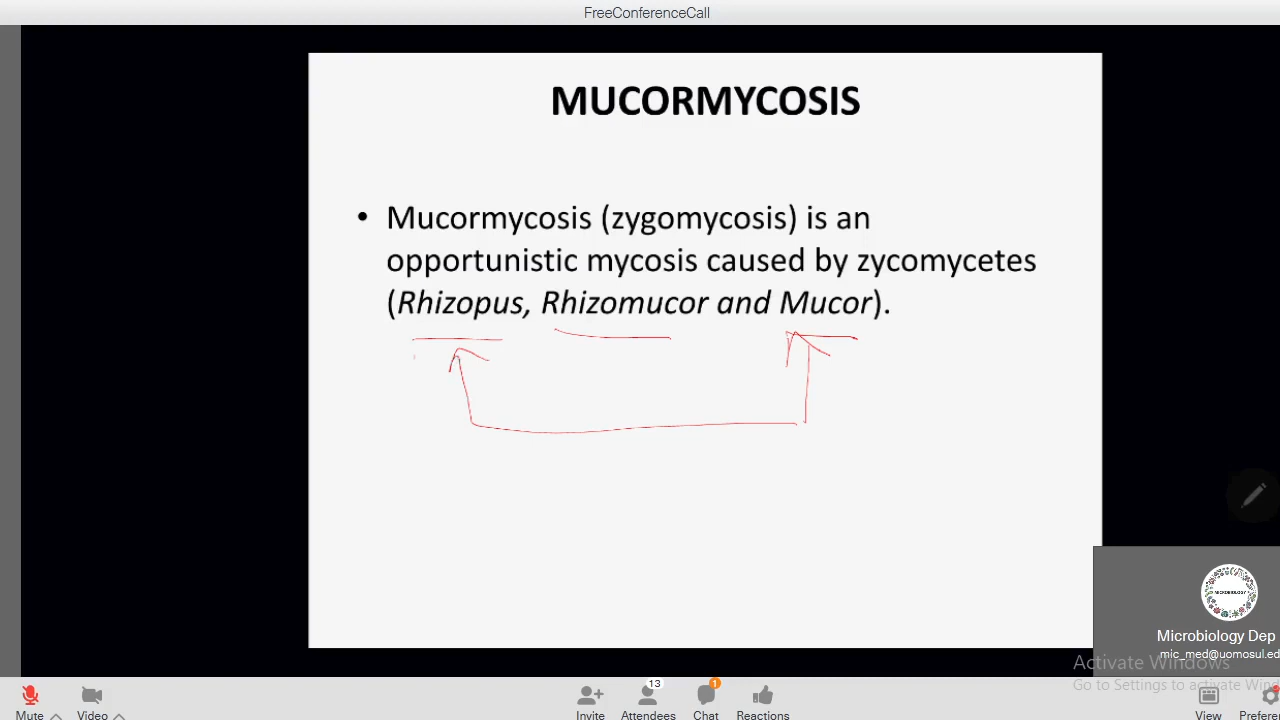 FreeConferenceCall
MUCORMYCOSIS
• Mucormycosis (zygomycosis) is an
opportunistic mycosis caused by zycomycetes
(Rhizopus, Rhizomucor and Mucor).
MICROBIOLOGY
Microbiology Dep
mic_med@uomosul.ed
Activate Windows
Go to Settings to activate Wind
13
1
Mute Video Invite Attendees Chat Reactions View Prefere